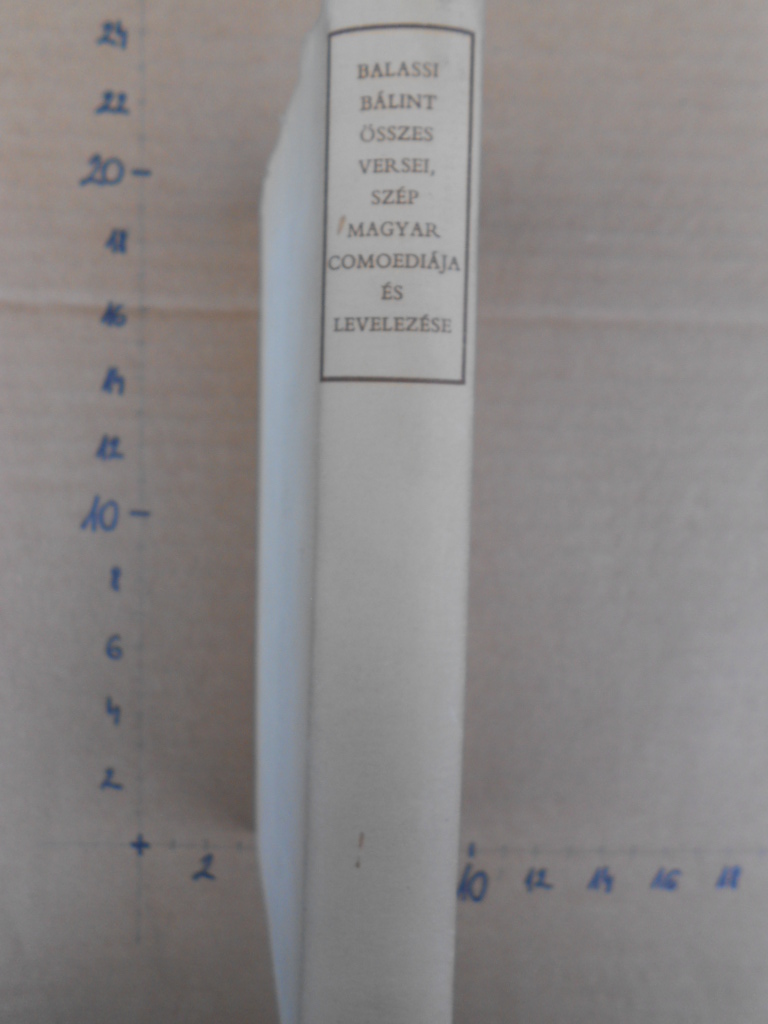 BALASSI
BÁLINT
ÖSSZES
VERSEI,
SZÉP
MAGYAR
COMOEDIÁJA
ÉS
LEVELEZÉSE
24
22
20
18
16
14
12
10
8
6
4
2
2
10
12
14
16
18